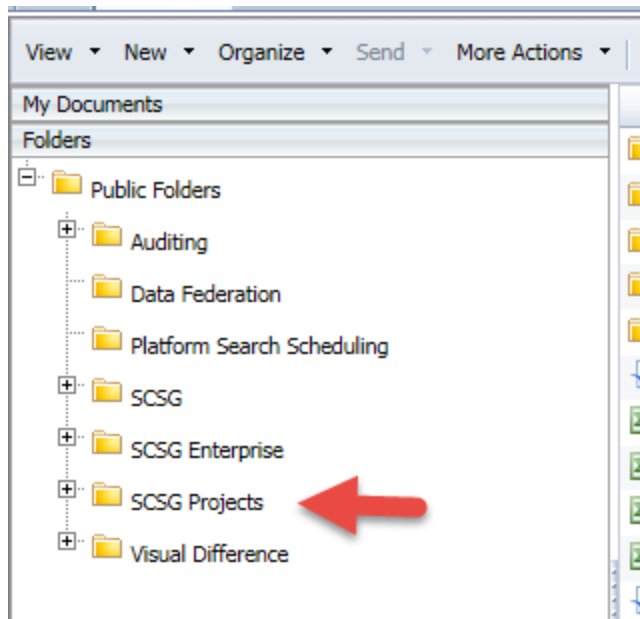 View New Organize Send More Actions
My Documents
Folders
Public Folders
Auditing
Data Federation
Platform Search Scheduling
SCSG
SCSG Enterprise
SCSG Projects
Visual Difference